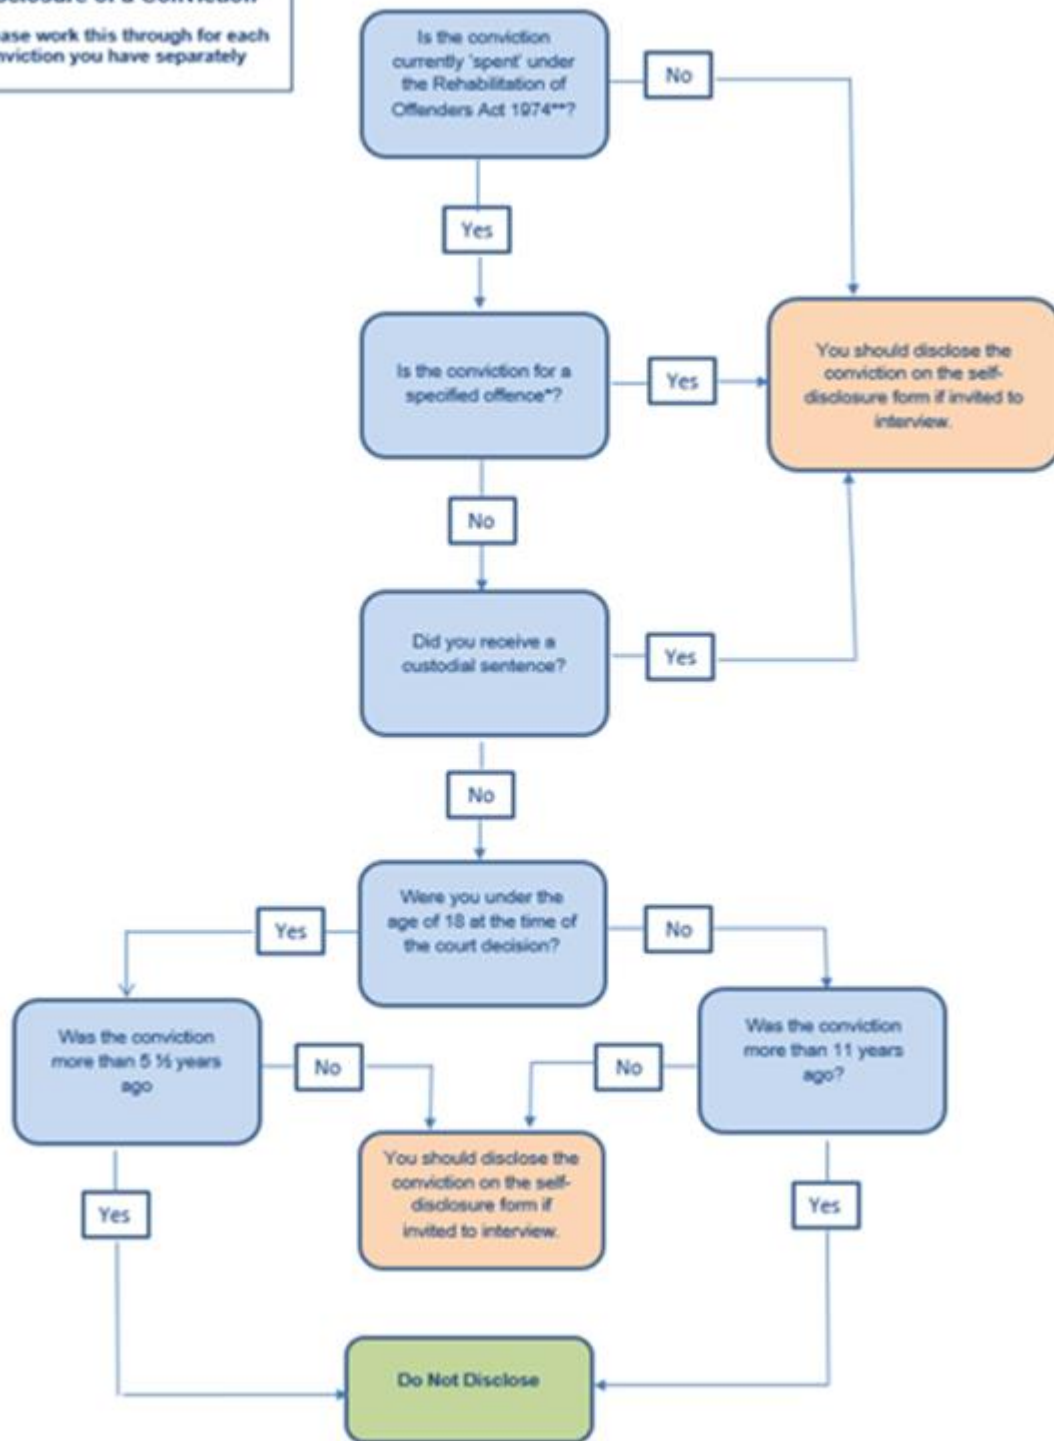 of a Conviction
work this through for each
you have separately
Is the conviction
currently 'spent' under
the Rehabilitation of
Offenders Act 1974**?
No
Yes
Is the conviction for a
specified offence*?
Yes
You should disclose the
conviction on the self-
disclosure form if invited to
interview.
No
Did you receive a
custodial sentence?
Yes
No
Were you under the
age of 18 at the time of
the court decision?
Yes
No
Was the conviction
more than 5 ½ years
ago
No
No
Was the conviction
more than 11 years
ago?
You should disclose the
conviction on the self-
disclosure form if
invited to interview.
Yes
Yes
Do Not Disclose